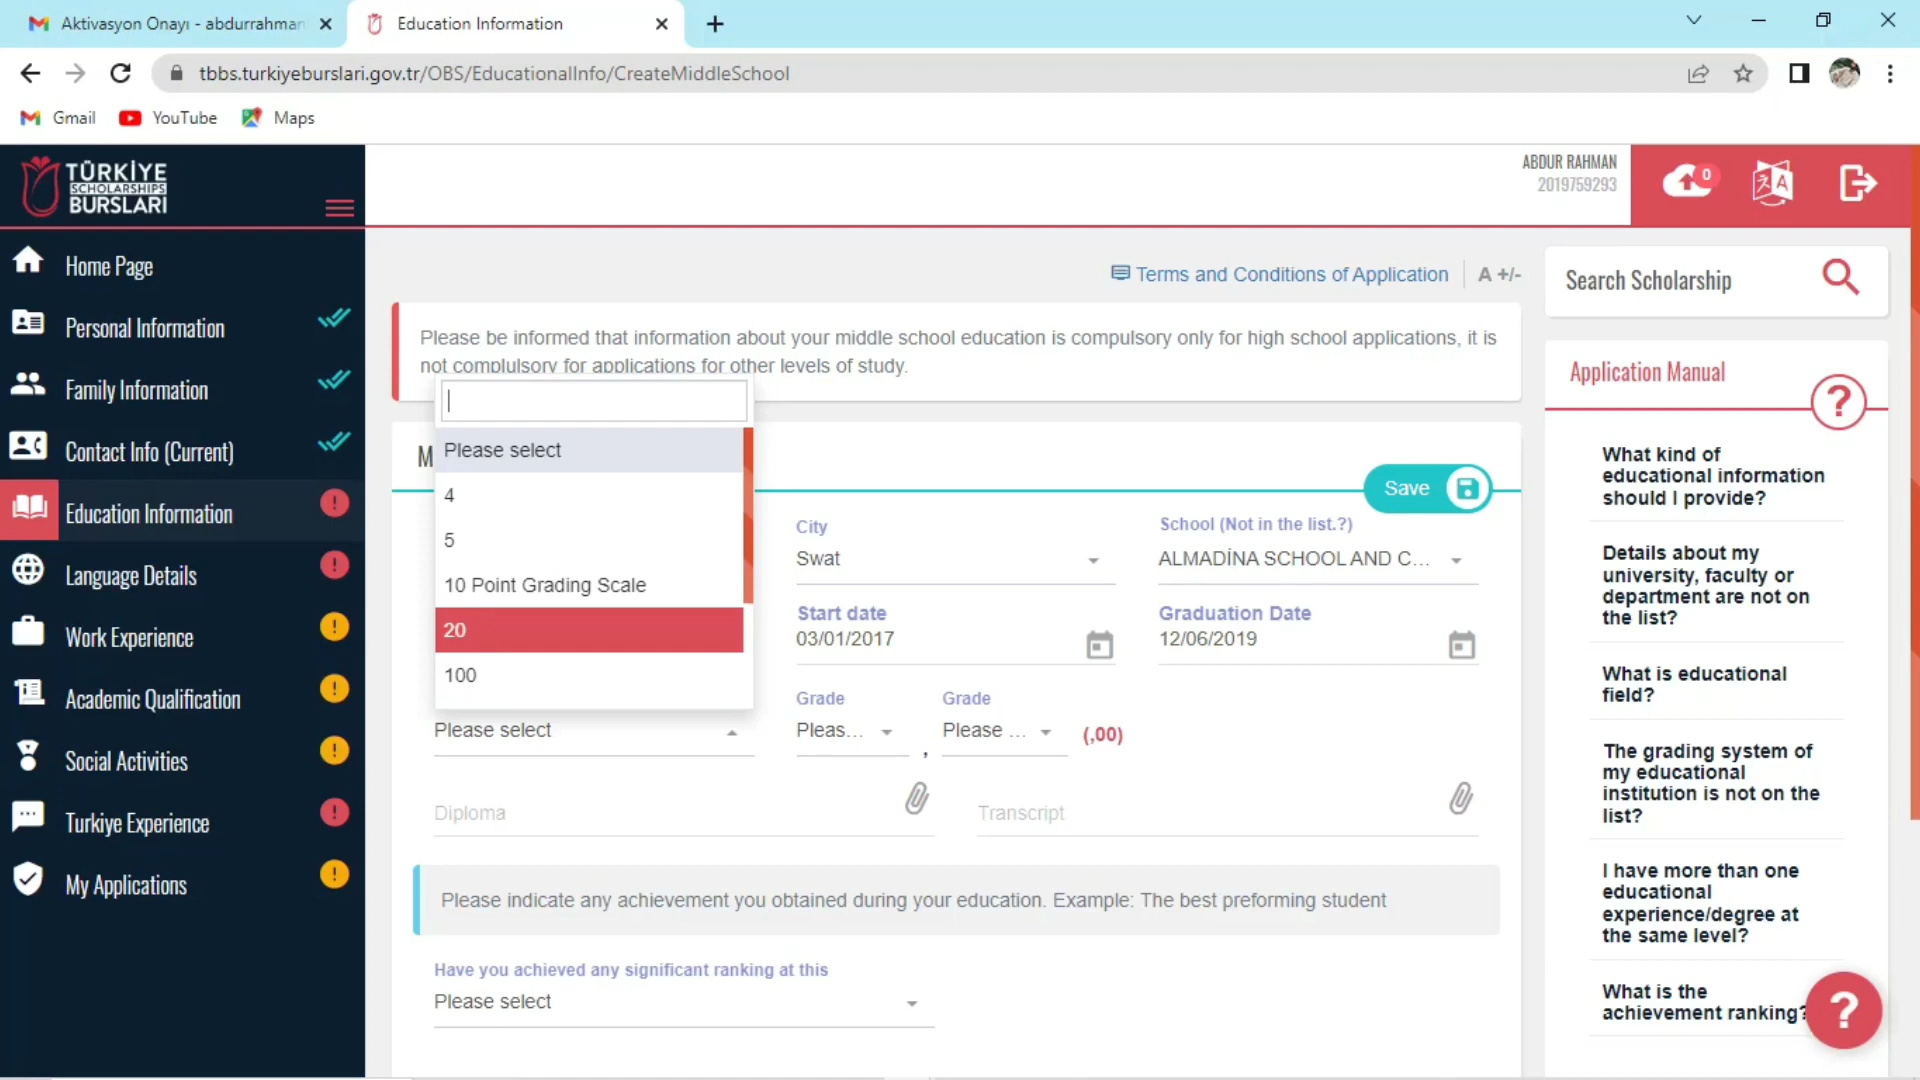 Aktivasyon Onayı - abdurrahman
Education Information
tbbs.turkiyeburslari.gov.tr/OBS/EducationalInfo/CreateMiddleSchool
Gmail
YouTube
Maps
TÜRKİYE
SCHOLARSHIPS
BURSLARI
ABDUR RAHMAN
2019759293
0
Home Page
Personal Information
Family Information
Contact Info (Current)
Education Information
Language Details
Work Experience
Academic Qualification
Social Activities
Turkiye Experience
My Applications
Terms and Conditions of Application
A +/-
Please be informed that information about your middle school education is compulsory only for high school applications, it is
not complulsory for applications for other levels of study.
M
Please select
4
5
10 Point Grading Scale
20
100
Save
City
Swat
School (Not in the list.?)
ALMADİNA SCHOOL AND C...
Start date
03/01/2017
Graduation Date
12/06/2019
Please select
Grade
Pleas...
,
Grade
Please ...
(,00)
Diploma
Transcript
Please indicate any achievement you obtained during your education. Example: The best preforming student
Have you achieved any significant ranking at this
Please select
Search Scholarship
Application Manual
?
What kind of
educational information
should I provide?
Details about my
university, faculty or
department are not on
the list?
What is educational
field?
The grading system of
my educational
institution is not on the
list?
I have more than one
educational
experience/degree at
the same level?
What is the
achievement ranking?
?